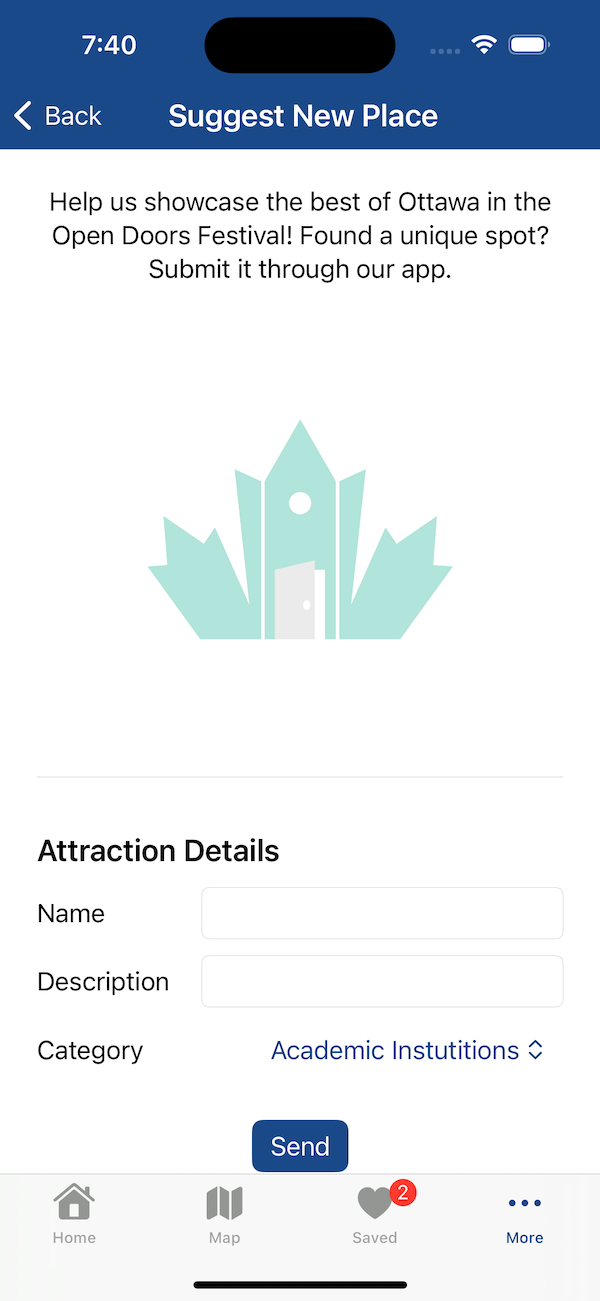 7:40
Back
Suggest New Place
Help us showcase the best of Ottawa in the
Open Doors Festival! Found a unique spot?
Submit it through our app.
Attraction Details
Name
Description
Category
Academic Instutitions
Send
2
Home
Map
Saved
More